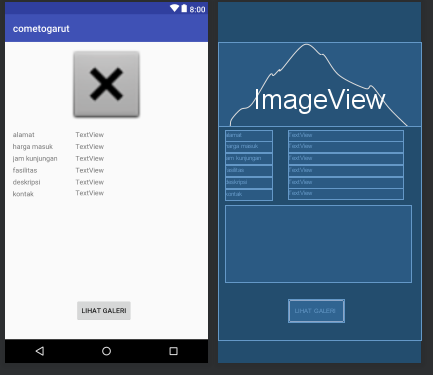 8:00
cometogarut
alamat TextView
harga masuk TextView
jam kunjungan TextView
fasilitas TextView
deskripsi TextView
kontak TextView
LIHAT GALERI
ImageView
alamat TextView
harga masuk TextView
jam kunjungan TextView
fasilitas TextView
deskripsi TextView
kontak TextView
LIHAT GALERI